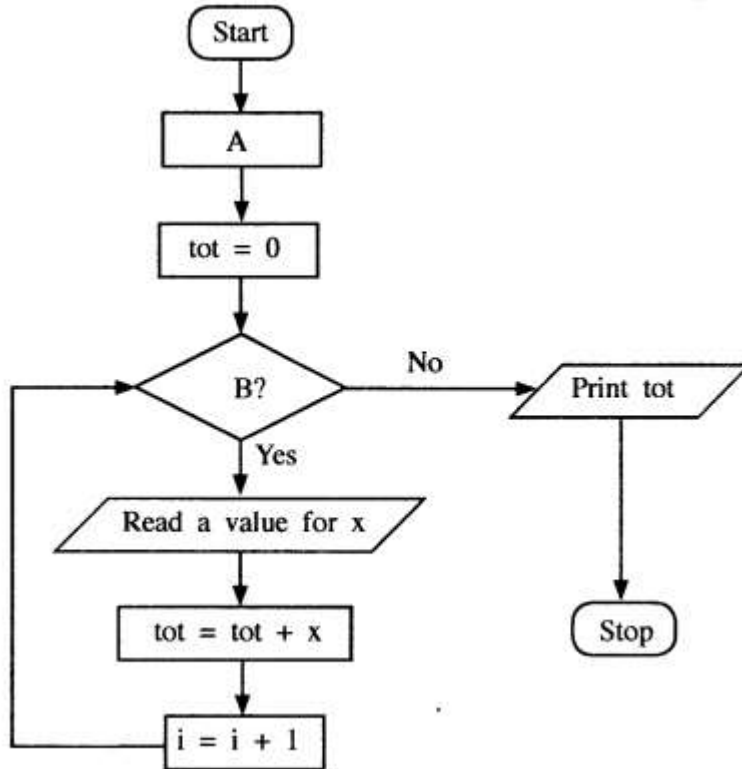 Start
A
tot = 0
B?
No
Print tot
Yes
Read a value for x
tot = tot + x
Stop
i = i + 1